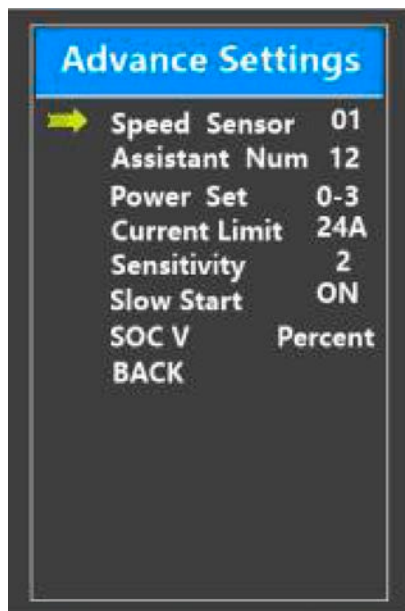 Advance Settings
Speed Sensor 01
Assistant Num 12
Power Set 0-3
Current Limit 24A
Sensitivity 2
Slow Start ON
SOC V Percent
BACK